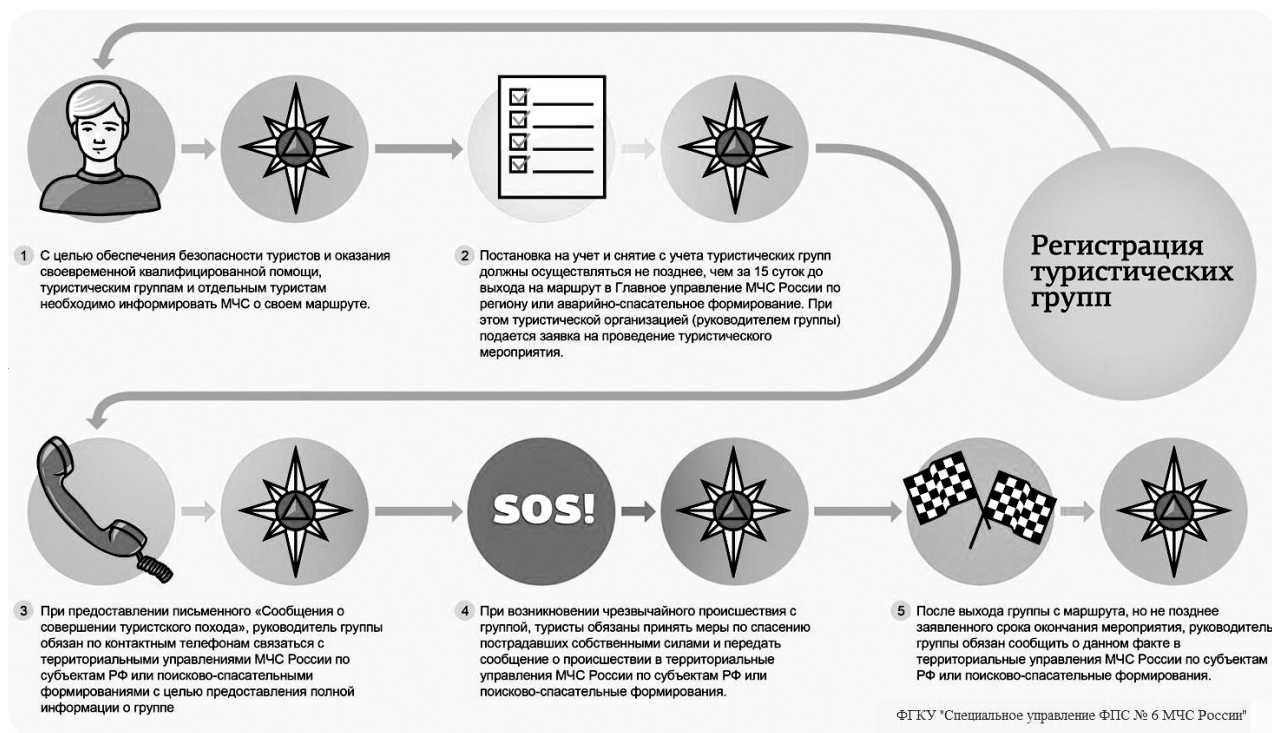 Регистрация
туристических
групп
1 С целью обеспечения безопасности туристов и оказания
своевременной квалифицированной помощи,
туристическим группам и отдельным туристам
необходимо информировать МЧС о своем маршруте.
2 Постановка на учет и снятие с учета туристических групп
должны осуществляться не позднее, чем за 15 суток до
выхода на маршрут в Главное управление МЧС России по
региону или аварийно-спасательное формирование. При
этом туристической организацией (руководителем группы)
подается заявка на проведение туристического
мероприятия.
3 При предоставлении письменного «Сообщения о
совершении туристского похода», руководитель группы
обязан по контактным телефонам связаться с
территориальными управлениями МЧС России по
субъектам РФ или поисково-спасательными
формированиями с целью предоставления полной
информации о группе
SOS!
4 При возникновении чрезвычайного происшествия с
группой, туристы обязаны принять меры по спасению
пострадавших собственными силами и передать
сообщение о происшествии в территориальные
управления МЧС России по субъектам РФ или
поисково-спасательные формирования.
5 После выхода группы с маршрута, но не позднее
заявленного срока окончания мероприятия, руководитель
группы обязан сообщить о данном факте в
территориальные управления МЧС России по субъектам
РФ или поисково-спасательные формирования.
ФГКУ "Специальное управление ФПС № 6 МЧС России"